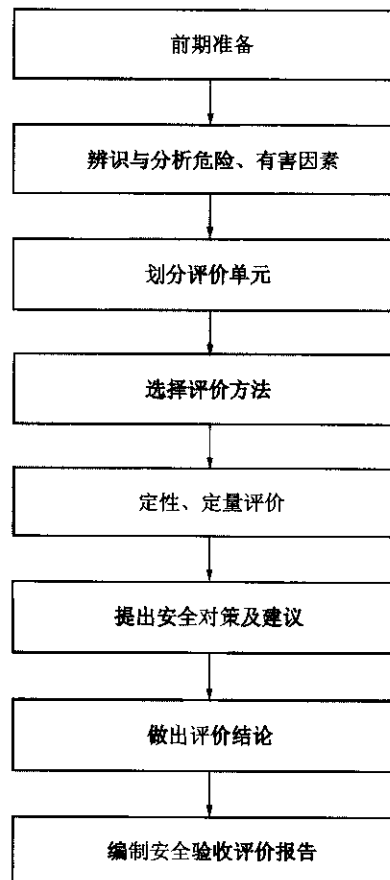 前期准备
辨识与分析危险、有害因素
划分评价单元
选择评价方法
定性、定量评价
提出安全对策及建议
做出评价结论
编制安全验收评价报告